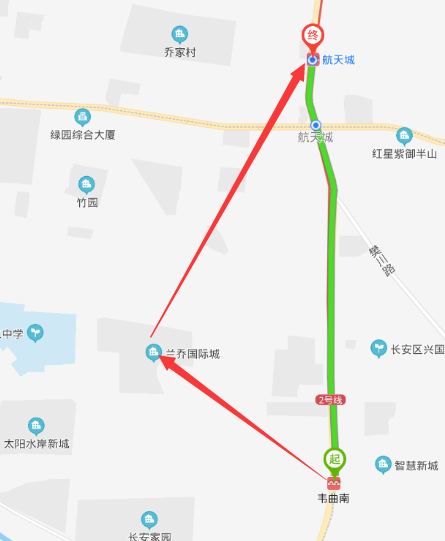 终
航天城
乔家村
绿园综合大厦
航天城
红星紫御半山
竹园
樊川路
中学
兰乔国际城
长安区兴国
2号线
太阳水岸新城
起
智慧新城
韦曲南
长安家园